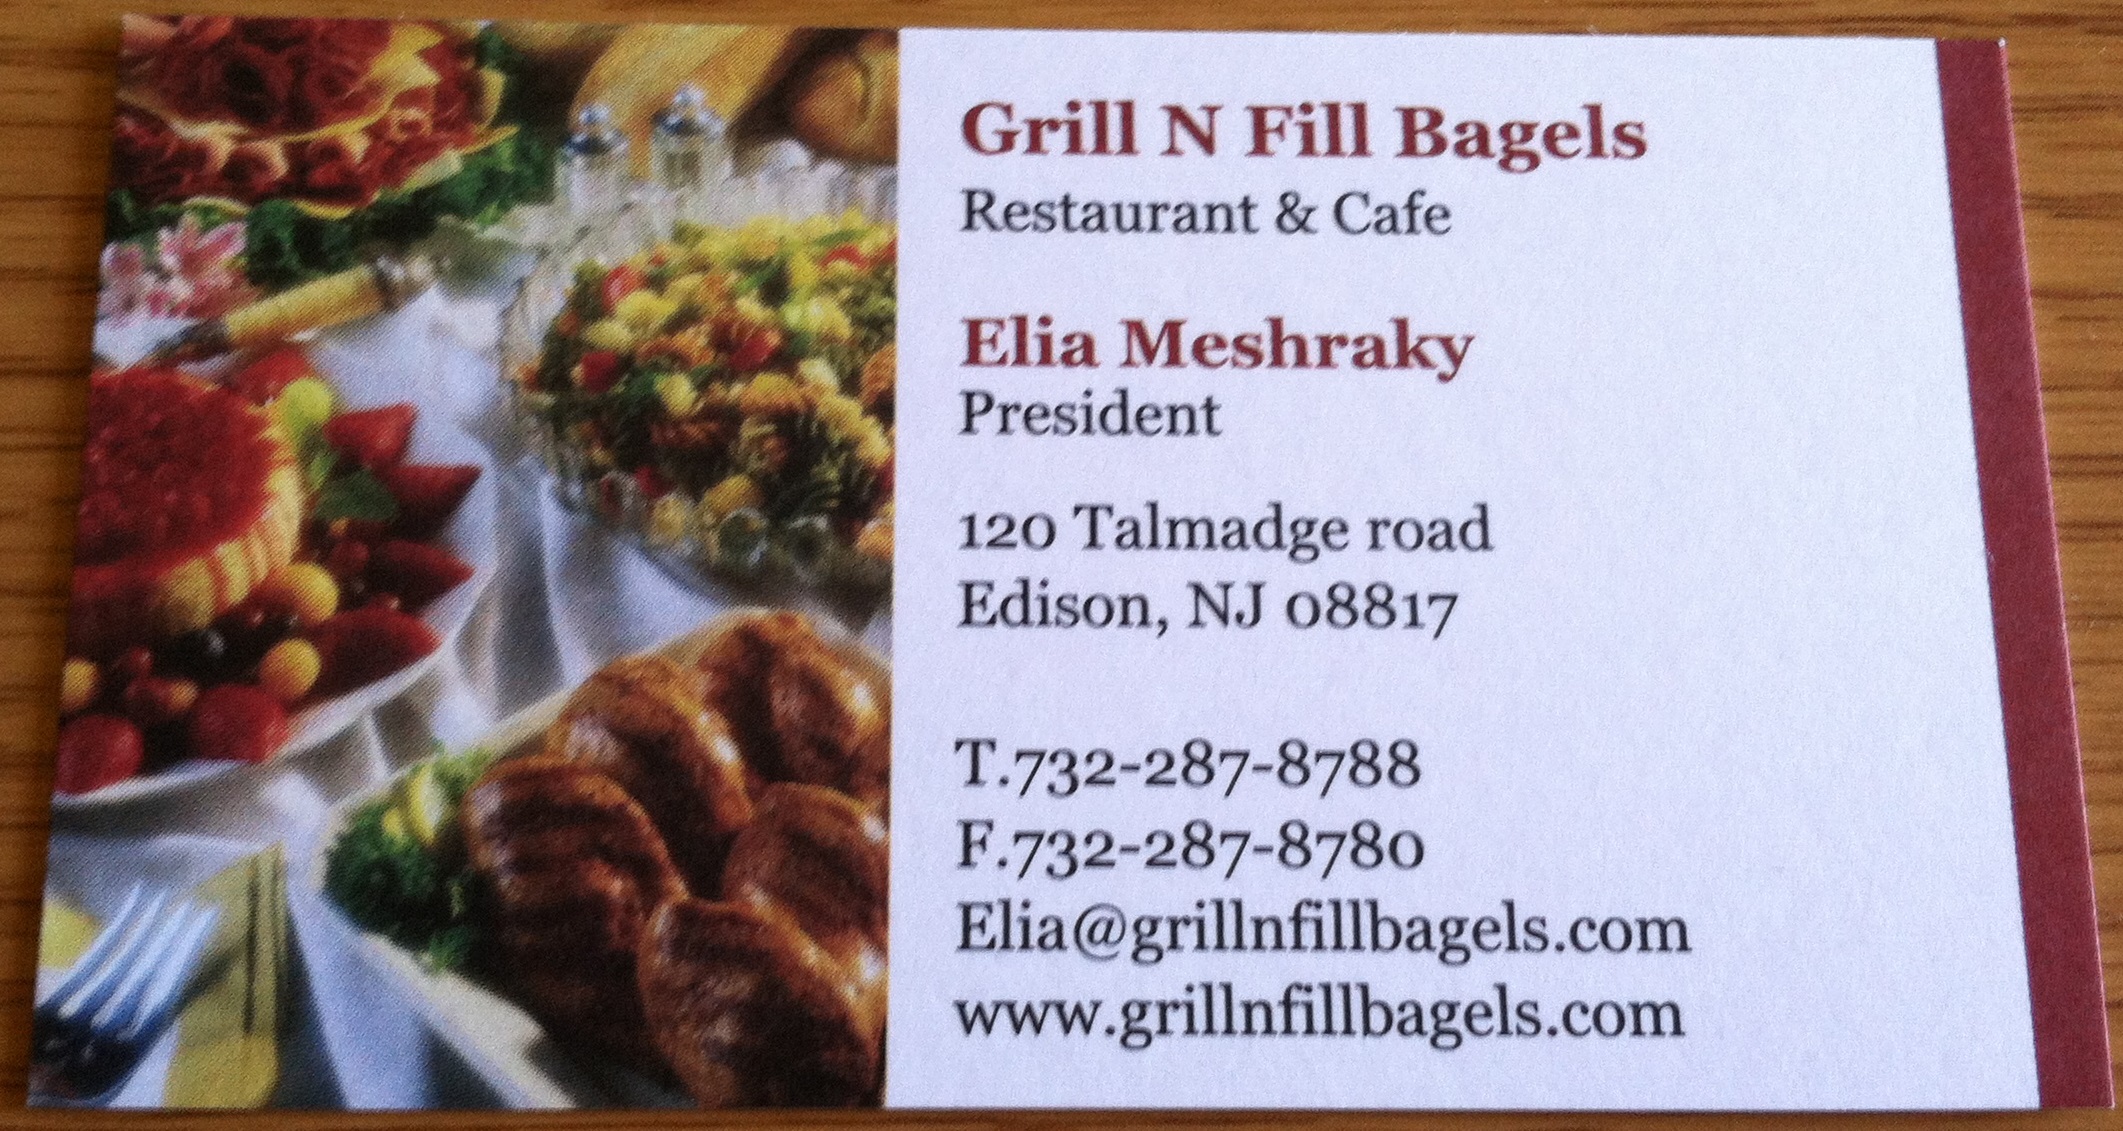 Grill N Fill Bagels
Restaurant & Cafe
Elia Meshraky
President
120 Talmadge road
Edison, NJ 08817
T.732-287-8788
F.732-287-8780
Elia@grillnfillbagels.com
www.grillnfillbagels.com